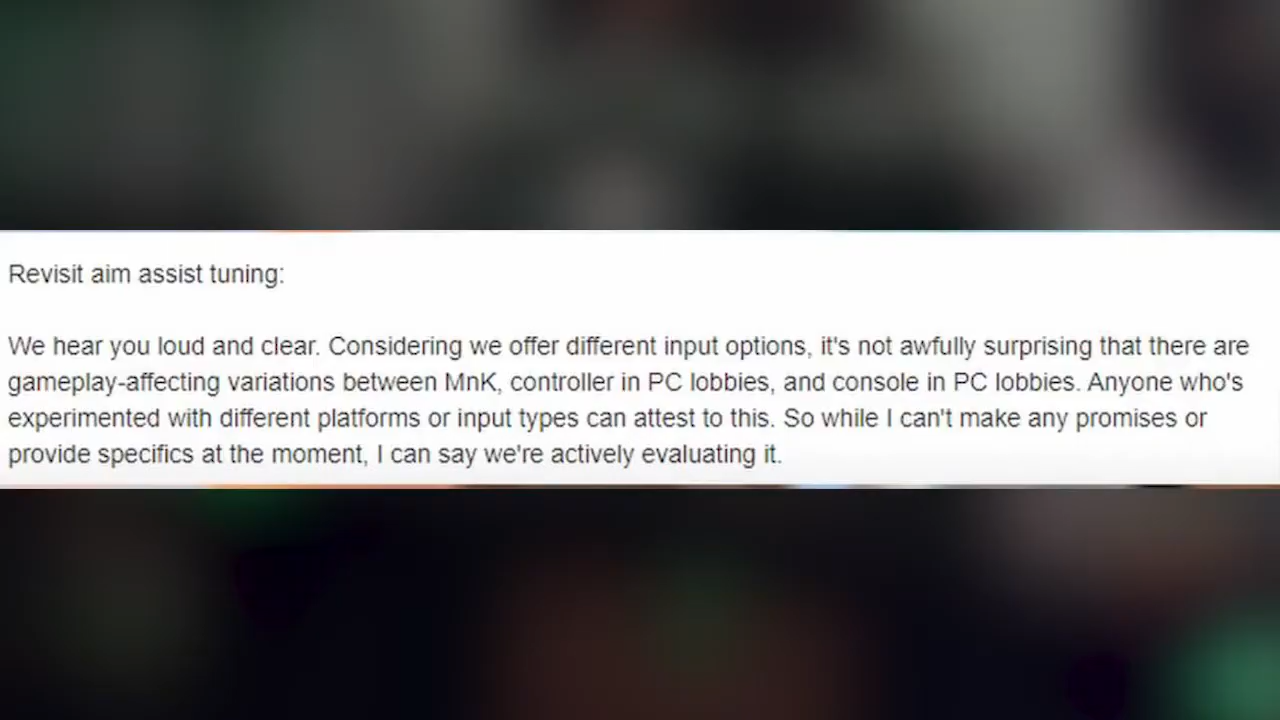 Revisit aim assist tuning:
We hear you loud and clear. Considering we offer different input options, it's not awfully surprising that there are
gameplay-affecting variations between MnK, controller in PC lobbies, and console in PC lobbies. Anyone who's
experimented with different platforms or input types can attest to this. So while I can't make any promises or
provide specifics at the moment, I can say we're actively evaluating it.